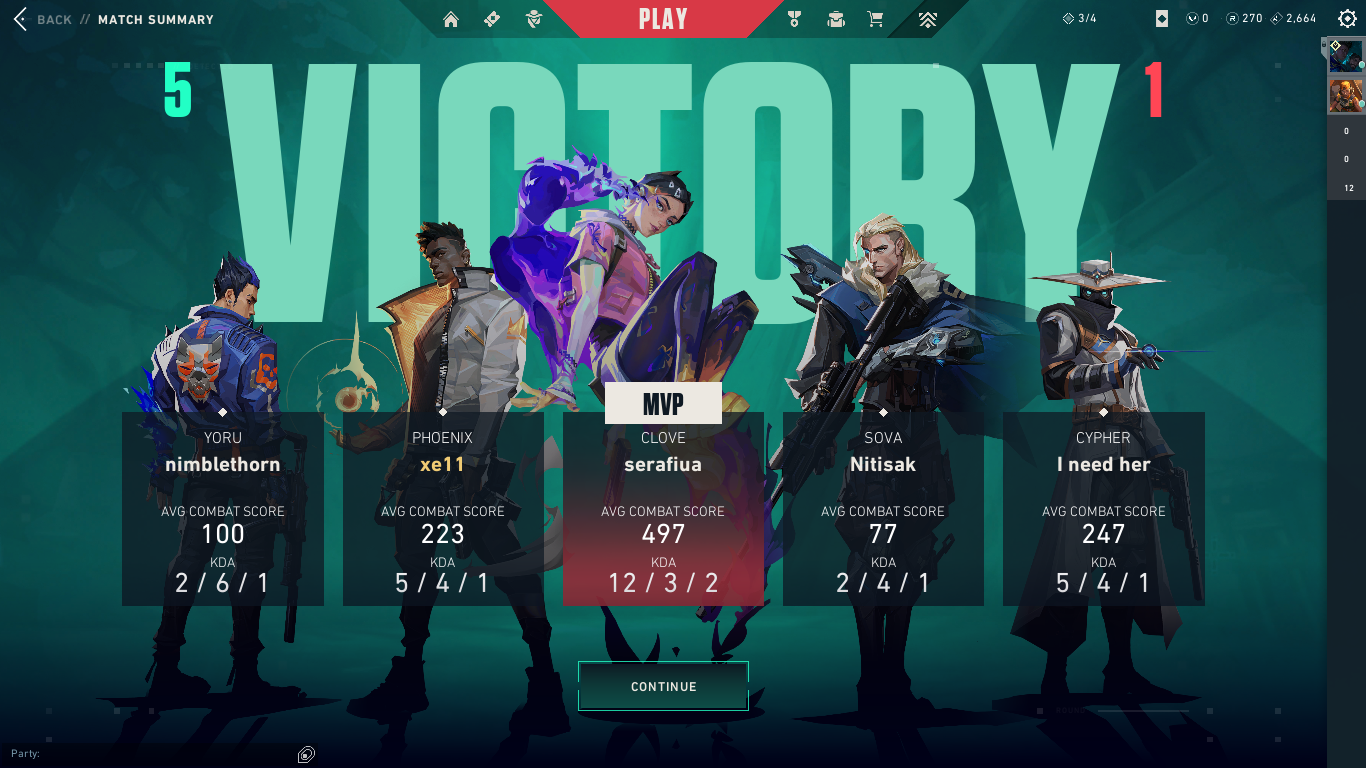 BACK // MATCH SUMMARY
PLAY
3/4
0
270
2,664
5
VICTORY
1
0
0
12
MVP
YORU
nimblethorn
AVG COMBAT SCORE
100
KDA
2 / 6 / 1
PHOENIX
xe11
AVG COMBAT SCORE
223
KDA
5 / 4 / 1
CLOVE
serafiua
AVG COMBAT SCORE
497
KDA
12 / 3 / 2
SOVA
Nitisak
AVG COMBAT SCORE
77
KDA
2 / 4 / 1
CYPHER
I need her
AVG COMBAT SCORE
247
KDA
5 / 4 / 1
CONTINUE
Party: